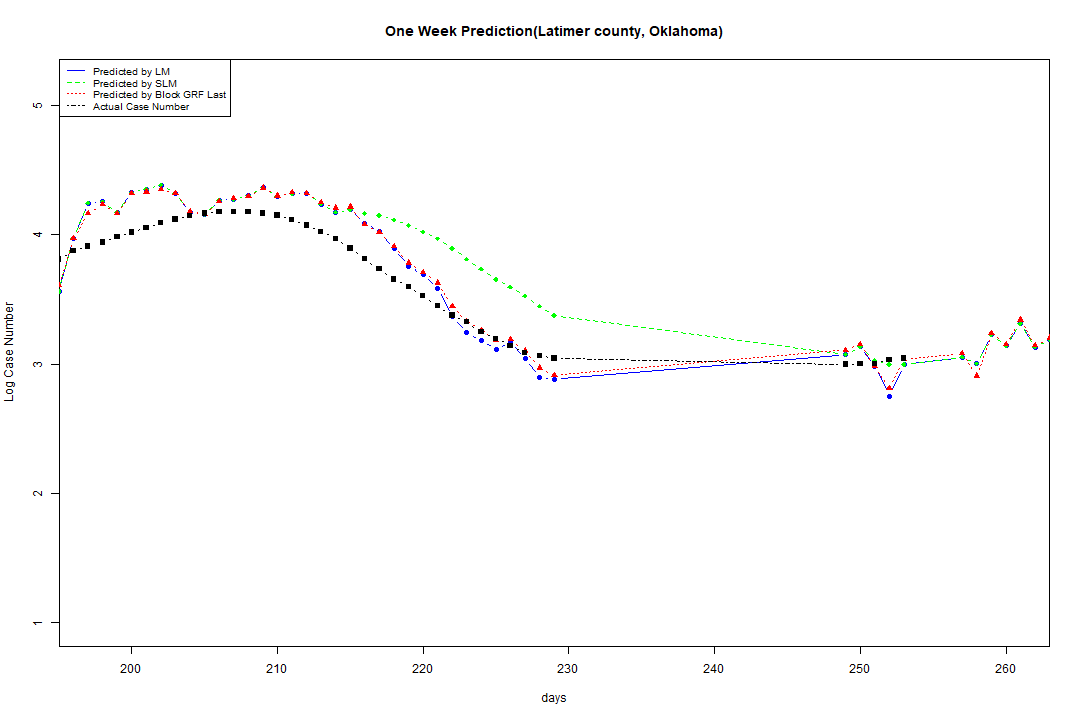 One Week Prediction(Latimer county, Oklahoma)
Predicted by LM
Predicted by SLM
Predicted by Block GRF Last
Actual Case Number
5
4
3
2
1
Log Case Number
200 210 220 230 240 250 260
days